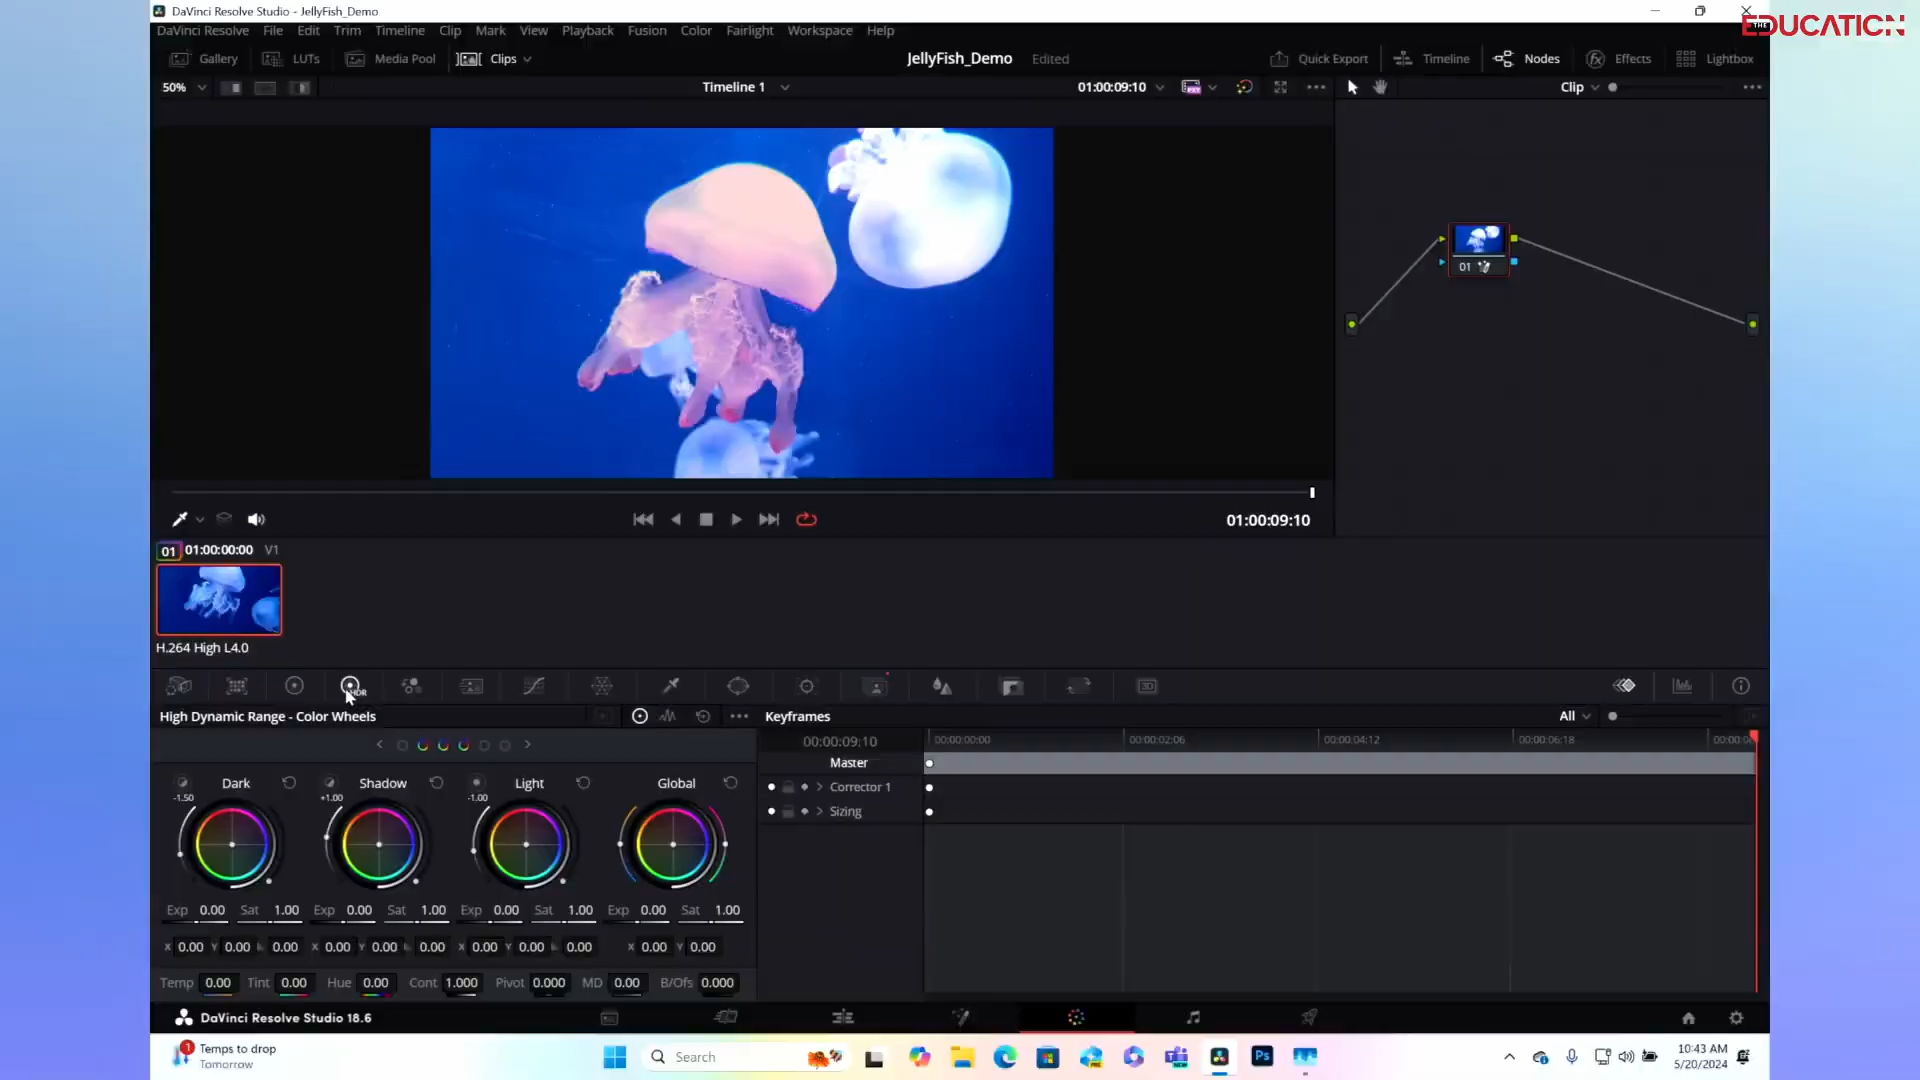 DaVinci Resolve Studio - JellyFish_Demo
THE EDUCATION
DaVinci Resolve File Edit Trim Timeline Clip Mark View Playback Fusion Color Fairlight Workspace Help
Gallery LUTs Media Pool Clips JellyFish_Demo Edited Quick Export Timeline Nodes Effects Lightbox
50% Timeline 1 01:00:09:10 Clip
01
01:00:09:10
01 01:00:00:00 V1
H.264 High L4.0
HDR
3D
High Dynamic Range - Color Wheels Keyframes All
00:00:09:10 00:00:00:00 00:00:02:06 00:00:04:12 00:00:06:18
Master
Dark Shadow Light Global Corrector 1
-1.50 +1.00 -1.00
Sizing
Exp 0.00 Sat 1.00 Exp 0.00 Sat 1.00 Exp 0.00 Sat 1.00 Exp 0.00 Sat 1.00
X 0.00 Y 0.00 0.00 X 0.00 Y 0.00 0.00 X 0.00 Y 0.00 0.00 X 0.00 Y 0.00
Temp 0.00 Tint 0.00 Hue 0.00 Cont 1.000 Pivot 0.000 MD 0.00 B/Ofs 0.000
DaVinci Resolve Studio 18.6
1 Temps to drop
Tomorrow
Search
Ps
10:43 AM
5/20/2024